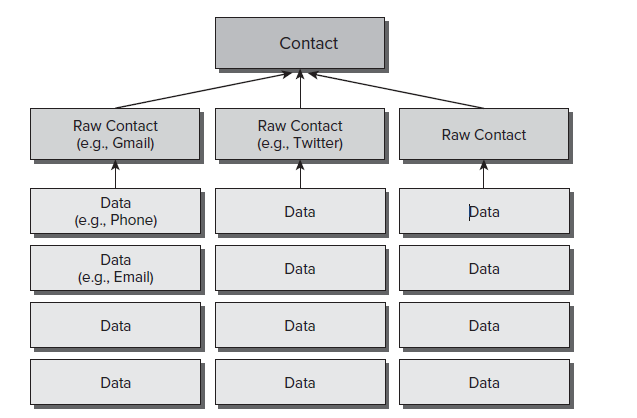 Contact
Raw Contact
(e.g., Gmail)
Raw Contact
(e.g., Twitter)
Raw Contact
Data
(e.g., Phone)
Data
Data
Data
(e.g., Email)
Data
Data
Data
Data
Data
Data
Data
Data